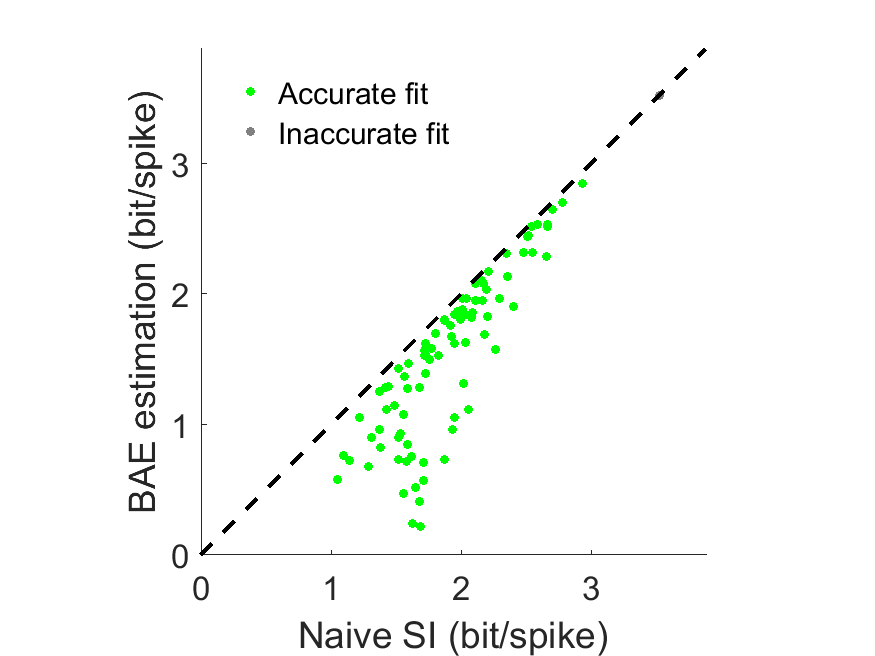 Accurate fit
Inaccurate fit
BAE estimation (bit/spike)
3
2
1
0
0 1 2 3
Naive SI (bit/spike)